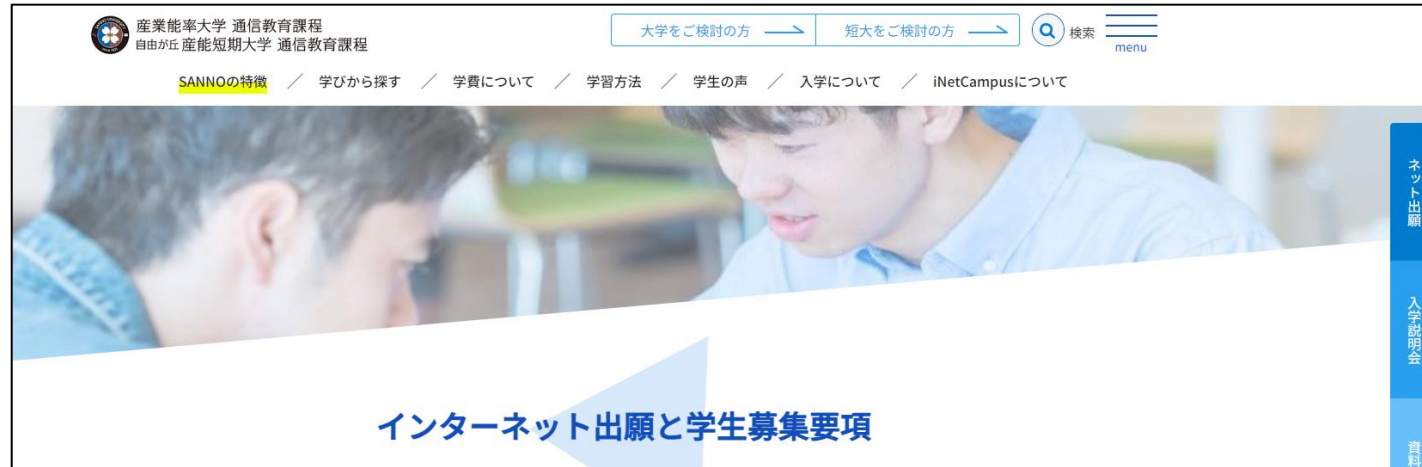 産業能率大学 通信教育課程
自由が丘 産能短期大学 通信教育課程
大学をご検討の方
短大をご検討の方
検索
menu
SANNOの特徴 ／ 学びから探す ／ 学費について ／ 学習方法 ／ 学生の声 ／ 入学について ／ iNetCampusについて
ネット出願
入学説明会
資料
インターネット出願と学生募集要項